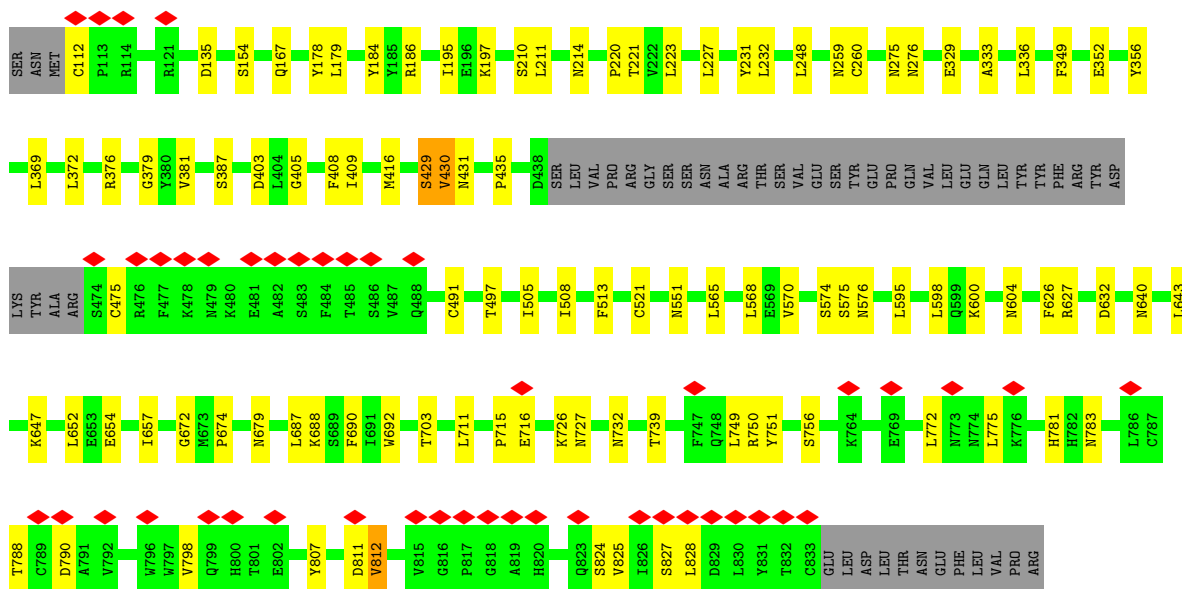 SER ASN MET C112 P113 R114 R121 D135 S154 Q167 Y178 L179 Y184 Y185 R186 I195 E196 K197 S210 L211 N214 P220 T221 V222 L223 L227 Y231 L232 L248 N259 C260 N275 N276 E329 A333 L336 F349 E352 Y356
L369 L372 R376 G379 Y380 V381 S387 D403 L404 G405 F408 I409 M416 S429 V430 N431 P435 D438 SER LEU VAL PRO ARG GLY SER SER ASN ALA ARG THR SER VAL GLU SER TYR GLU PRO GLN VAL LEU GLU GLN LEU TYR TYR PHE ARG TYR ASP
LYS TYR ALA ARG S474 C475 R476 F477 K478 N479 K480 E481 A482 S483 F484 T485 S486 V487 Q488 C491 T497 I505 I508 F513 C521 N551 L565 L568 E569 V570 S574 S575 N576 L595 L598 Q599 K600 N604 F626 R627 D632 N640 L643
K647 L652 E653 E654 I657 G672 M673 P674 N679 L687 K688 S689 F690 I691 W692 T703 L711 P715 E716 K726 N727 N732 T739 F747 Q748 L749 R750 Y751 S756 K764 E769 L772 N773 N774 L775 K776 H781 H782 N783 L786 C787
T788 C789 D790 A791 V792 W796 W797 V798 Q799 H800 T801 E802 Y807 D811 V812 V815 G816 P817 G818 A819 H820 Q823 S824 V825 I826 S827 L828 D829 L830 Y831 T832 C833 GLU LEU ASP LEU THR ASN GLU PHE LEU VAL PRO ARG